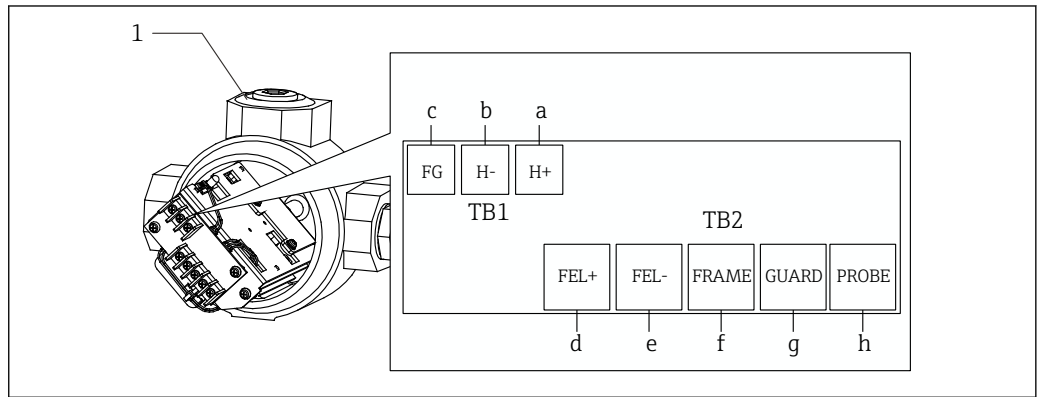 1
c b a
FG H- H+
TB1
TB2
FEL+ FEL- FRAME GUARD PROBE
d e f g h